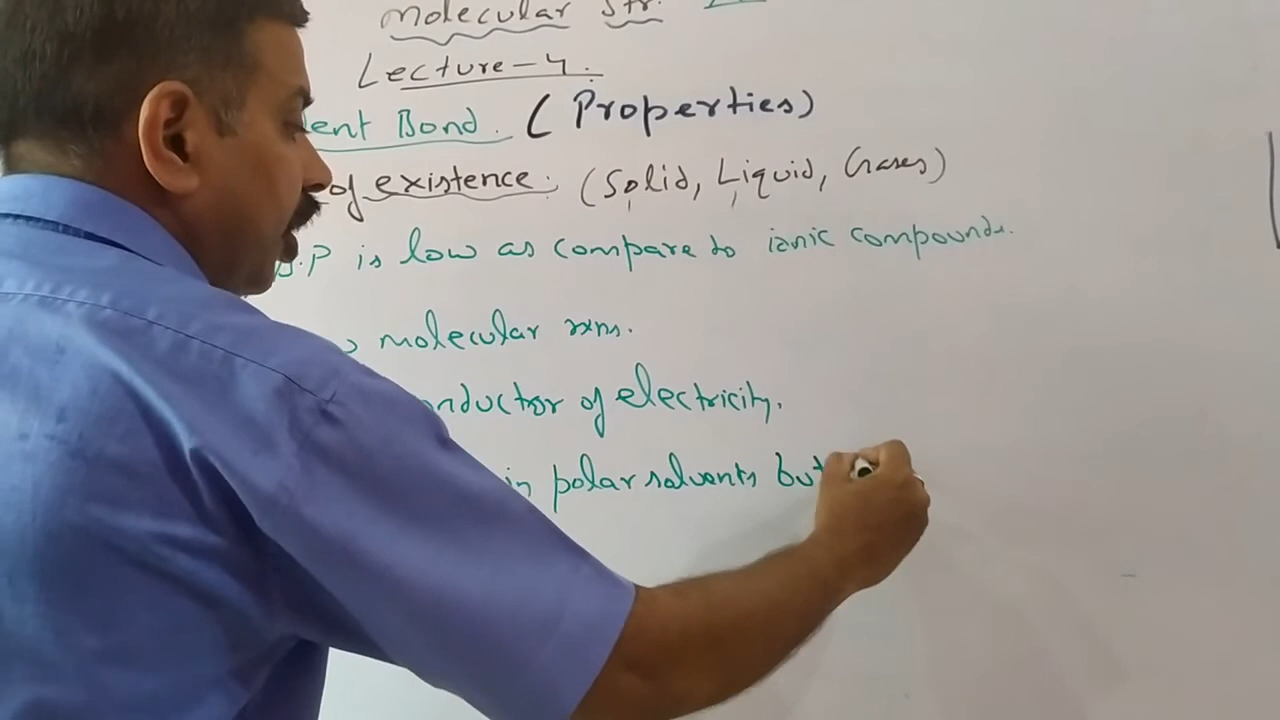 molecular Str.
Lecture-4.
lent Bond. (Properties)
of existence: (Solid, Liquid, Gases)
B.P is low as compare to ionic compounds.
molecular rxns.
onductor of electricity.
in polar solvents but